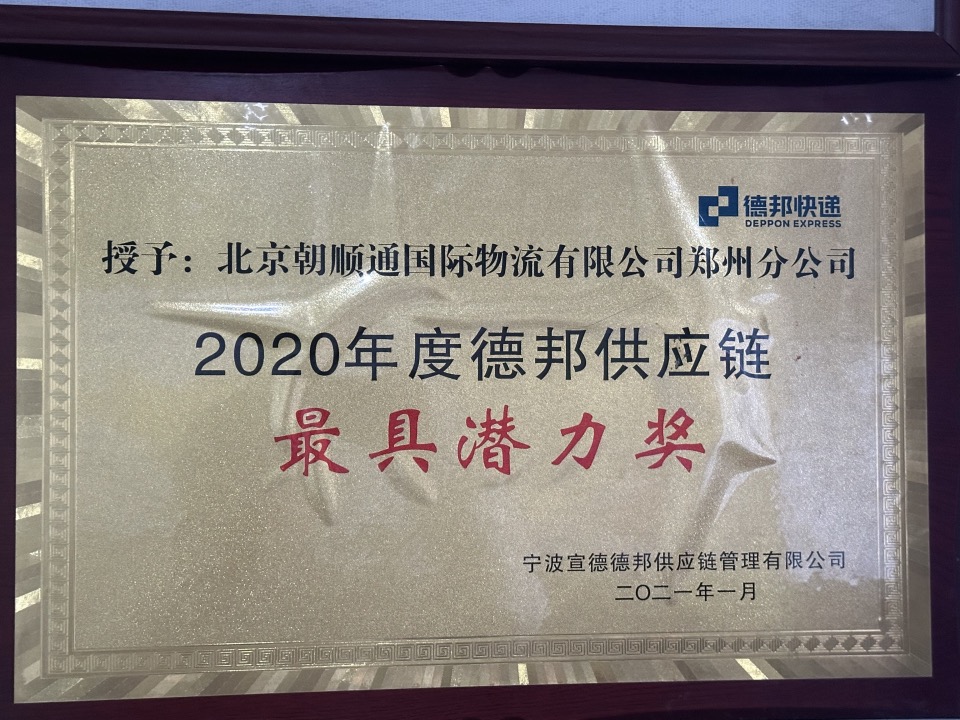 德邦快递
DEPPON EXPRESS
授予：北京朝顺通国际物流有限公司郑州分公司
2020年度德邦供应链
最具潜力奖
宁波宣德德邦供应链管理有限公司
二〇二一年一月